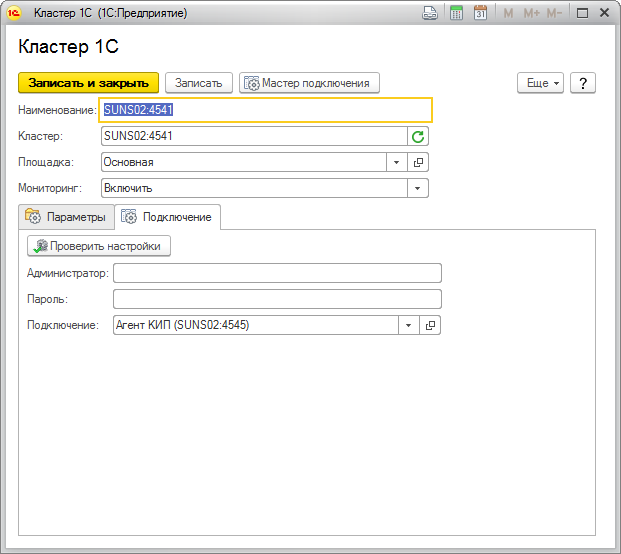 Кластер 1С (1С:Предприятие)
31 M M+ M-
Кластер 1С
Записать и закрыть Записать Мастер подключения Еще ?
Наименование: SUNS02:4541
Кластер: SUNS02:4541
Площадка: Основная
Мониторинг: Включить
Параметры Подключение
Проверить настройки
Администратор:
Пароль:
Подключение: Агент КИП (SUNS02:4545)